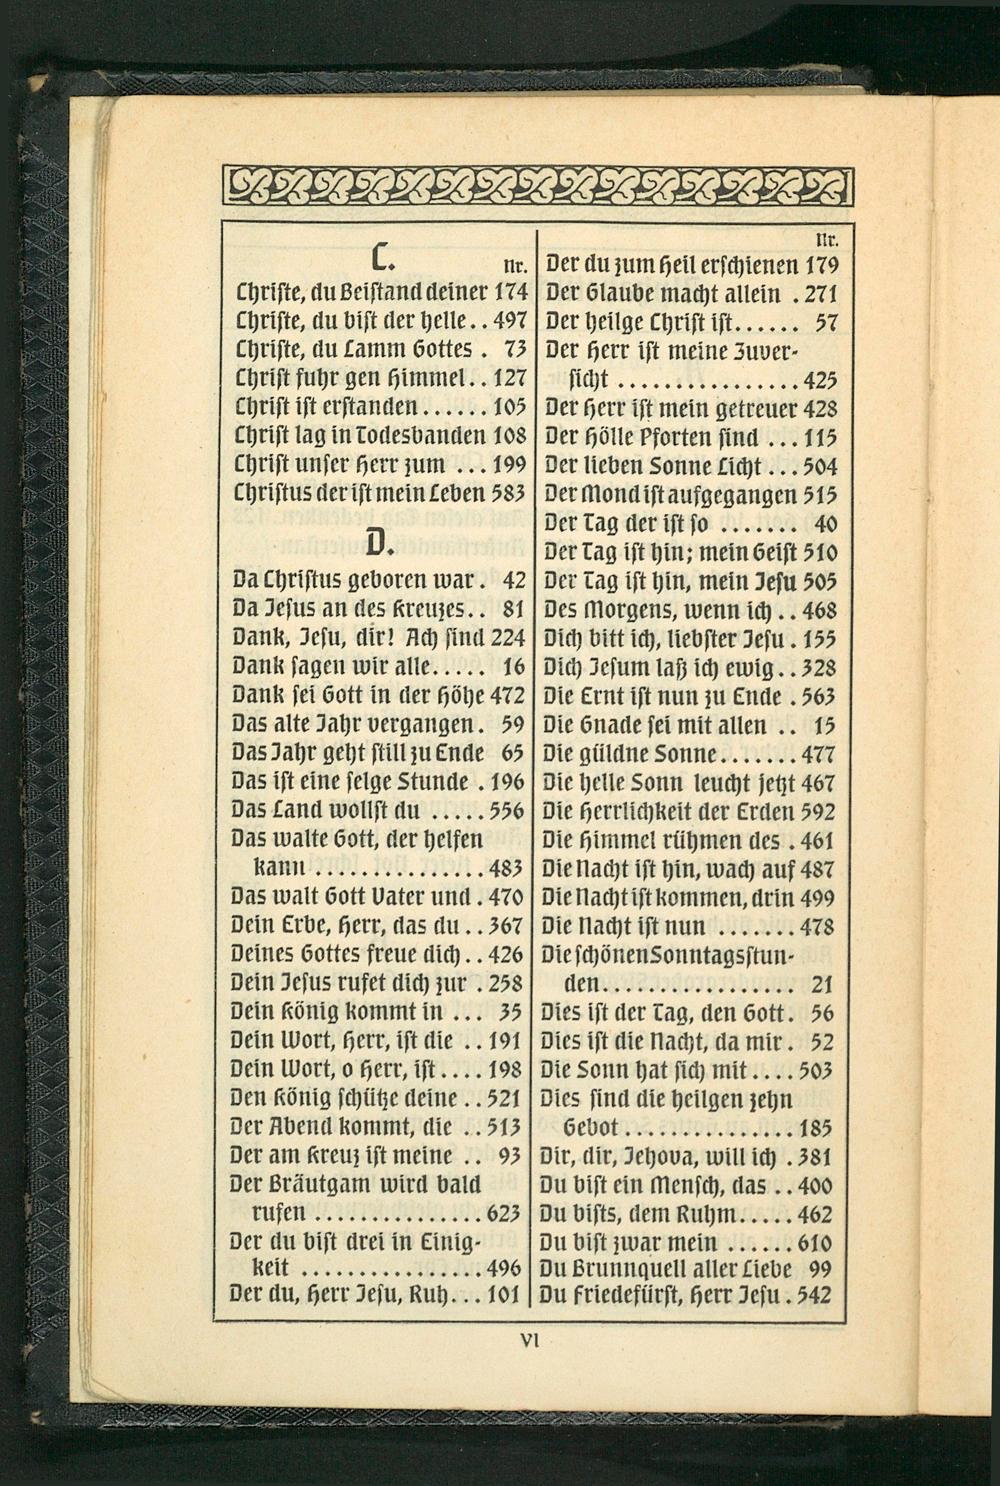 C.
Nr.
Christe, du Beistand deiner 174
Christe, du bist der helle.. 497
Christe, du Lamm Gottes . 73
Christ fuhr gen Himmel.. 127
Christ ist erstanden...... 105
Christ lag in Todesbanden 108
Christ unser Herr zum ... 199
Christus der ist mein Leben 583
D.
Da Christus geboren war . 42
Da Jesus an des Kreuzes.. 81
Dank, Jesu, dir! Ach sind 224
Dank sagen wir alle..... 16
Dank sei Gott in der Höhe 472
Das alte Jahr vergangen. 59
Das Jahr geht still zu Ende 65
Das ist eine selge Stunde . 196
Das Land wollst du ..... 556
Das walte Gott, der helfen
kann ............... 483
Das walt Gott Vater und . 470
Dein Erbe, Herr, das du.. 367
Deines Gottes freue dich.. 426
Dein Jesus rufet dich zur . 258
Dein König kommt in ... 35
Dein Wort, Herr, ist die .. 191
Dein Wort, o Herr, ist.... 198
Den König schütze deine .. 521
Der Abend kommt, die .. 513
Der am Kreuz ist meine .. 93
Der Bräutgam wird bald
rufen ............... 623
Der du bist drei in Einig-
keit ................ 496
Der du, Herr Jesu, Ruh... 101
Nr.
Der du zum Heil erschienen 179
Der Glaube macht allein . 271
Der heilge Christ ist...... 57
Der Herr ist meine Zuver-
sicht ................ 425
Der Herr ist mein getreuer 428
Der Hölle Pforten sind ... 115
Der lieben Sonne Licht ... 504
Der Mond ist aufgegangen 515
Der Tag der ist so ....... 40
Der Tag ist hin; mein Geist 510
Der Tag ist hin, mein Jesu 505
Des Morgens, wenn ich .. 468
Dich bitt ich, liebster Jesu . 155
Dich Jesum laß ich ewig.. 328
Die Ernt ist nun zu Ende . 563
Die Gnade sei mit allen .. 15
Die güldne Sonne....... 477
Die helle Sonn leucht jetzt 467
Die Herrlichkeit der Erden 592
Die Himmel rühmen des . 461
Die Nacht ist hin, wach auf 487
Die Nacht ist kommen, drin 499
Die Nacht ist nun ....... 478
Die schönen Sonntagsstun-
den................. 21
Dies ist der Tag, den Gott. 56
Dies ist die Nacht, da mir . 52
Die Sonn hat sich mit.... 503
Dies sind die heilgen zehn
Gebot............... 185
Dir, dir, Jehova, will ich . 381
Du bist ein Mensch, das .. 400
Du bists, dem Ruhm..... 462
Du bist zwar mein ...... 610
Du Brunnquell aller Liebe 99
Du Friedefürst, Herr Jesu . 542
VI